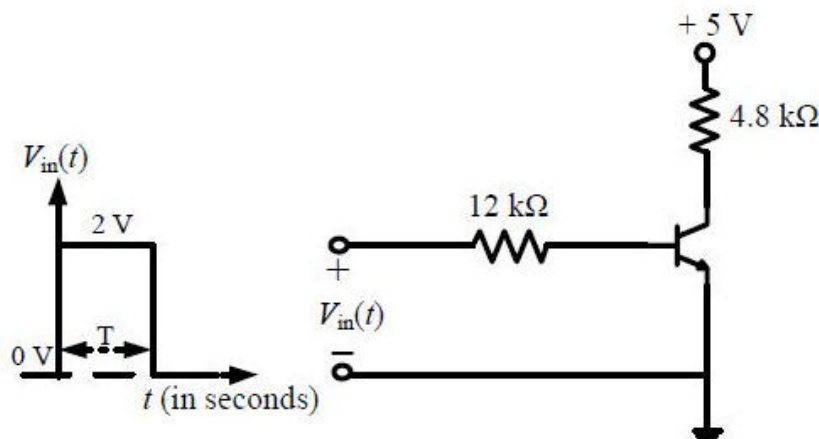 + 5 V
4.8 kΩ
V_in(t)
2 V
12 kΩ
+
V_in(t)
T
0 V
−
t (in seconds)